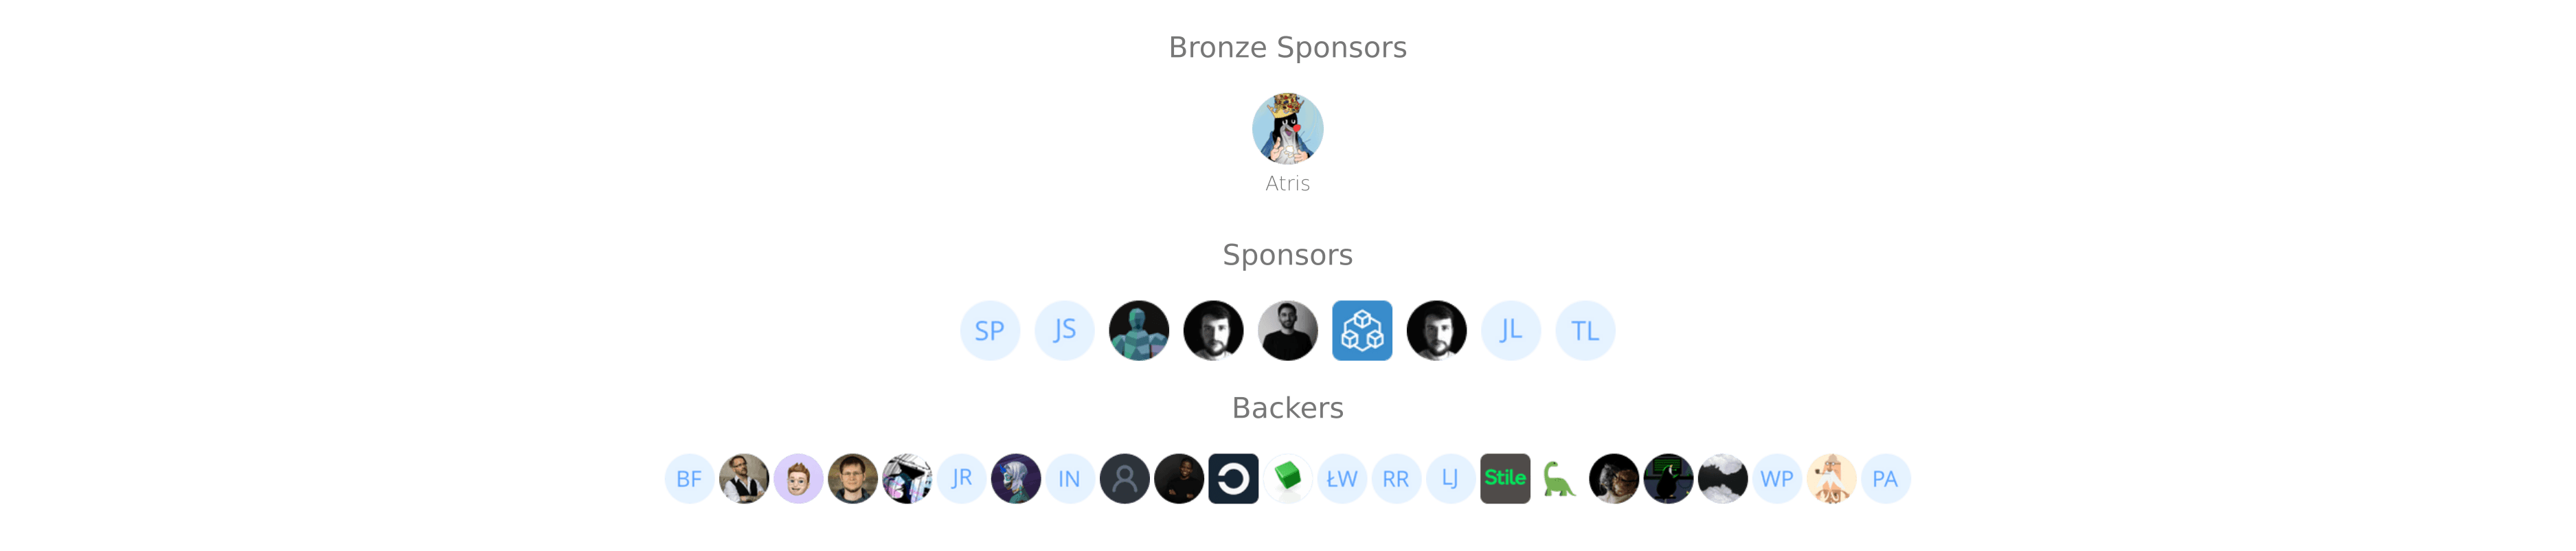 Bronze Sponsors
Atris
Sponsors
SP JS JL TL
Backers
BF JR IN ŁW RR LJ Stile WP PA